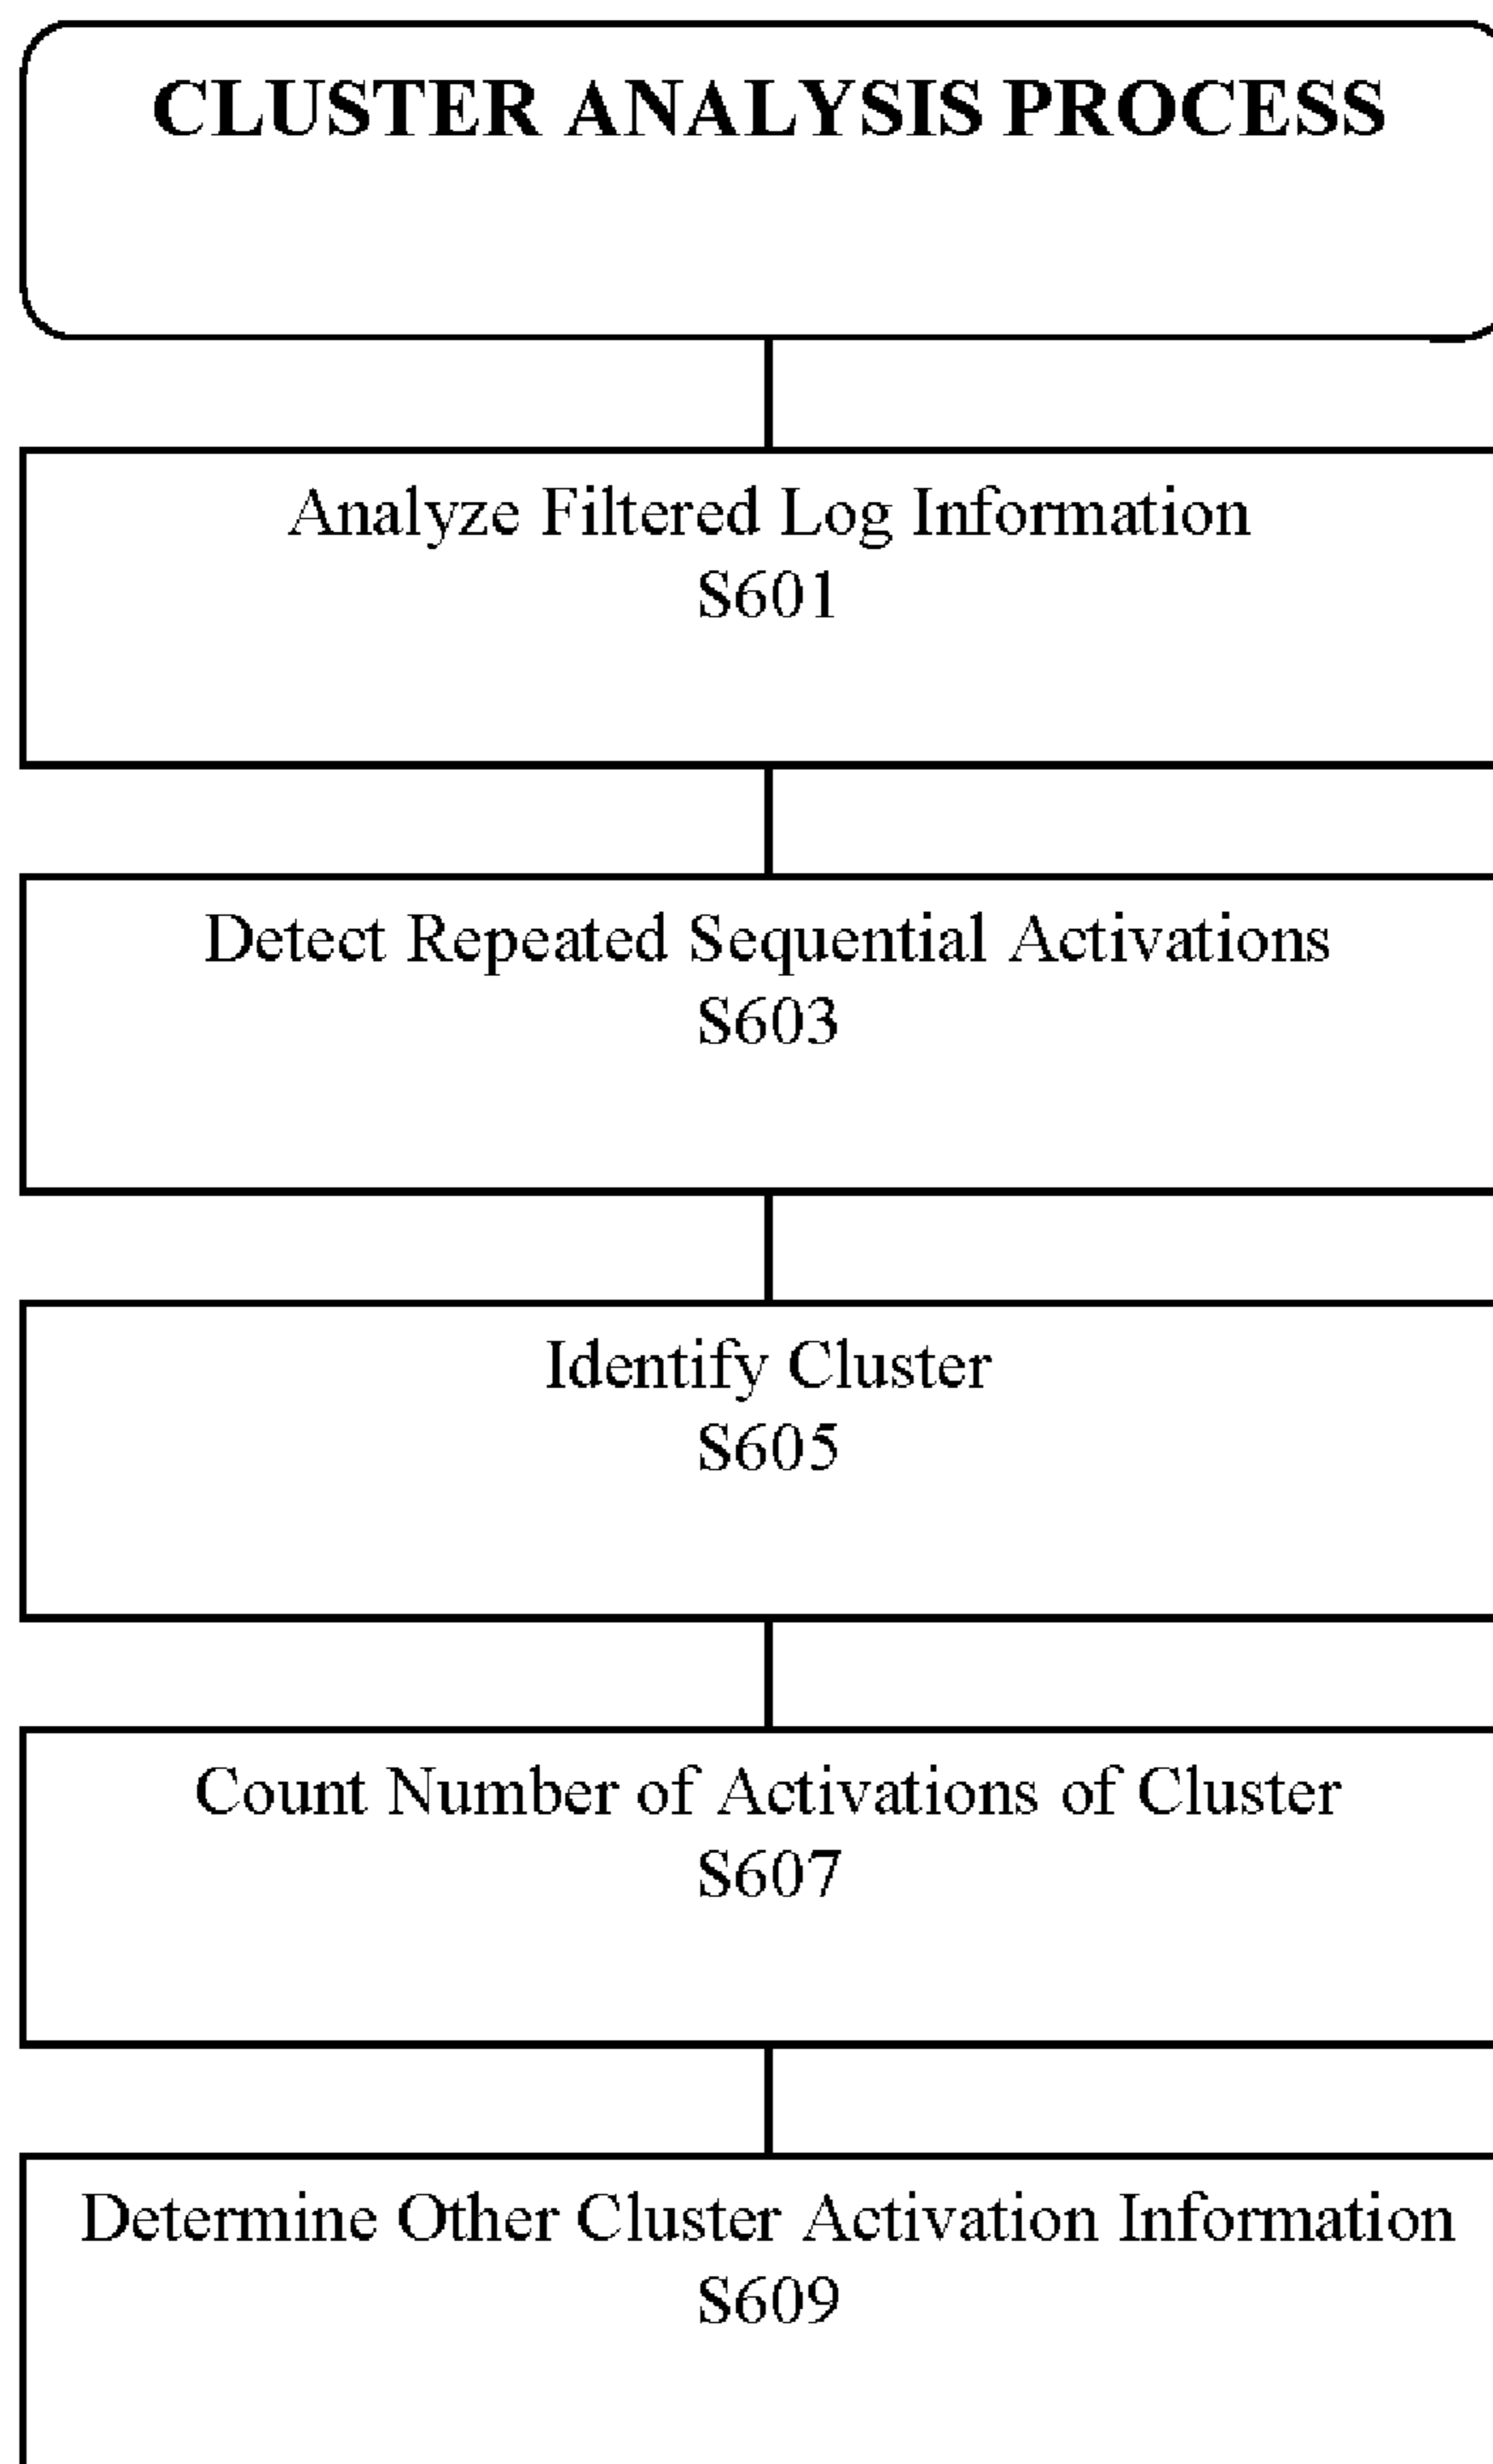 CLUSTER ANALYSIS PROCESS
Analyze Filtered Log Information
S601
Detect Repeated Sequential Activations
S603
Identify Cluster
S605
Count Number of Activations of Cluster
S607
Determine Other Cluster Activation Information
S609